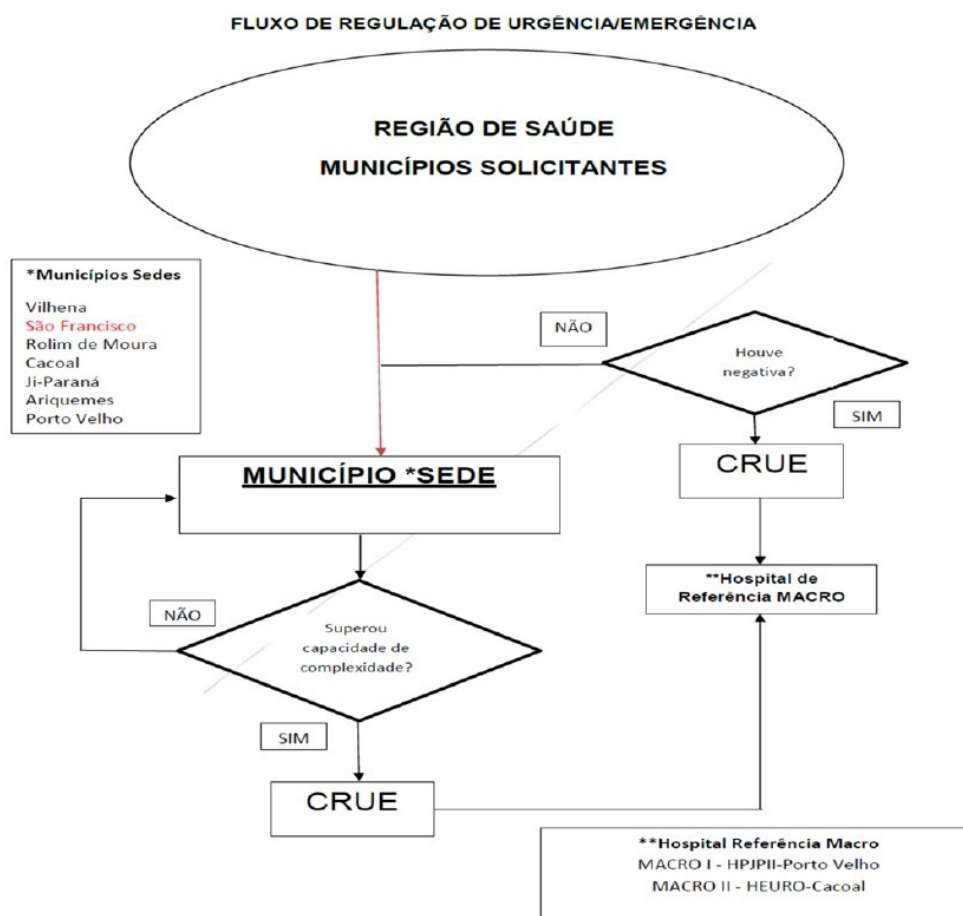 FLUXO DE REGULAÇÃO DE URGÊNCIA/EMERGÊNCIA
REGIÃO DE SAÚDE
MUNICÍPIOS SOLICITANTES
*Municípios Sedes
Vilhena
São Francisco
Rolim de Moura
Cacoal
Ji-Paraná
Ariquemes
Porto Velho
NÃO
Houve
negativa?
SIM
CRUE
MUNICÍPIO *SEDE
**Hospital de
Referência MACRO
NÃO
Superou
capacidade de
complexidade?
SIM
CRUE
**Hospital Referência Macro
MACRO I - HPJPII-Porto Velho
MACRO II - HEURO-Cacoal